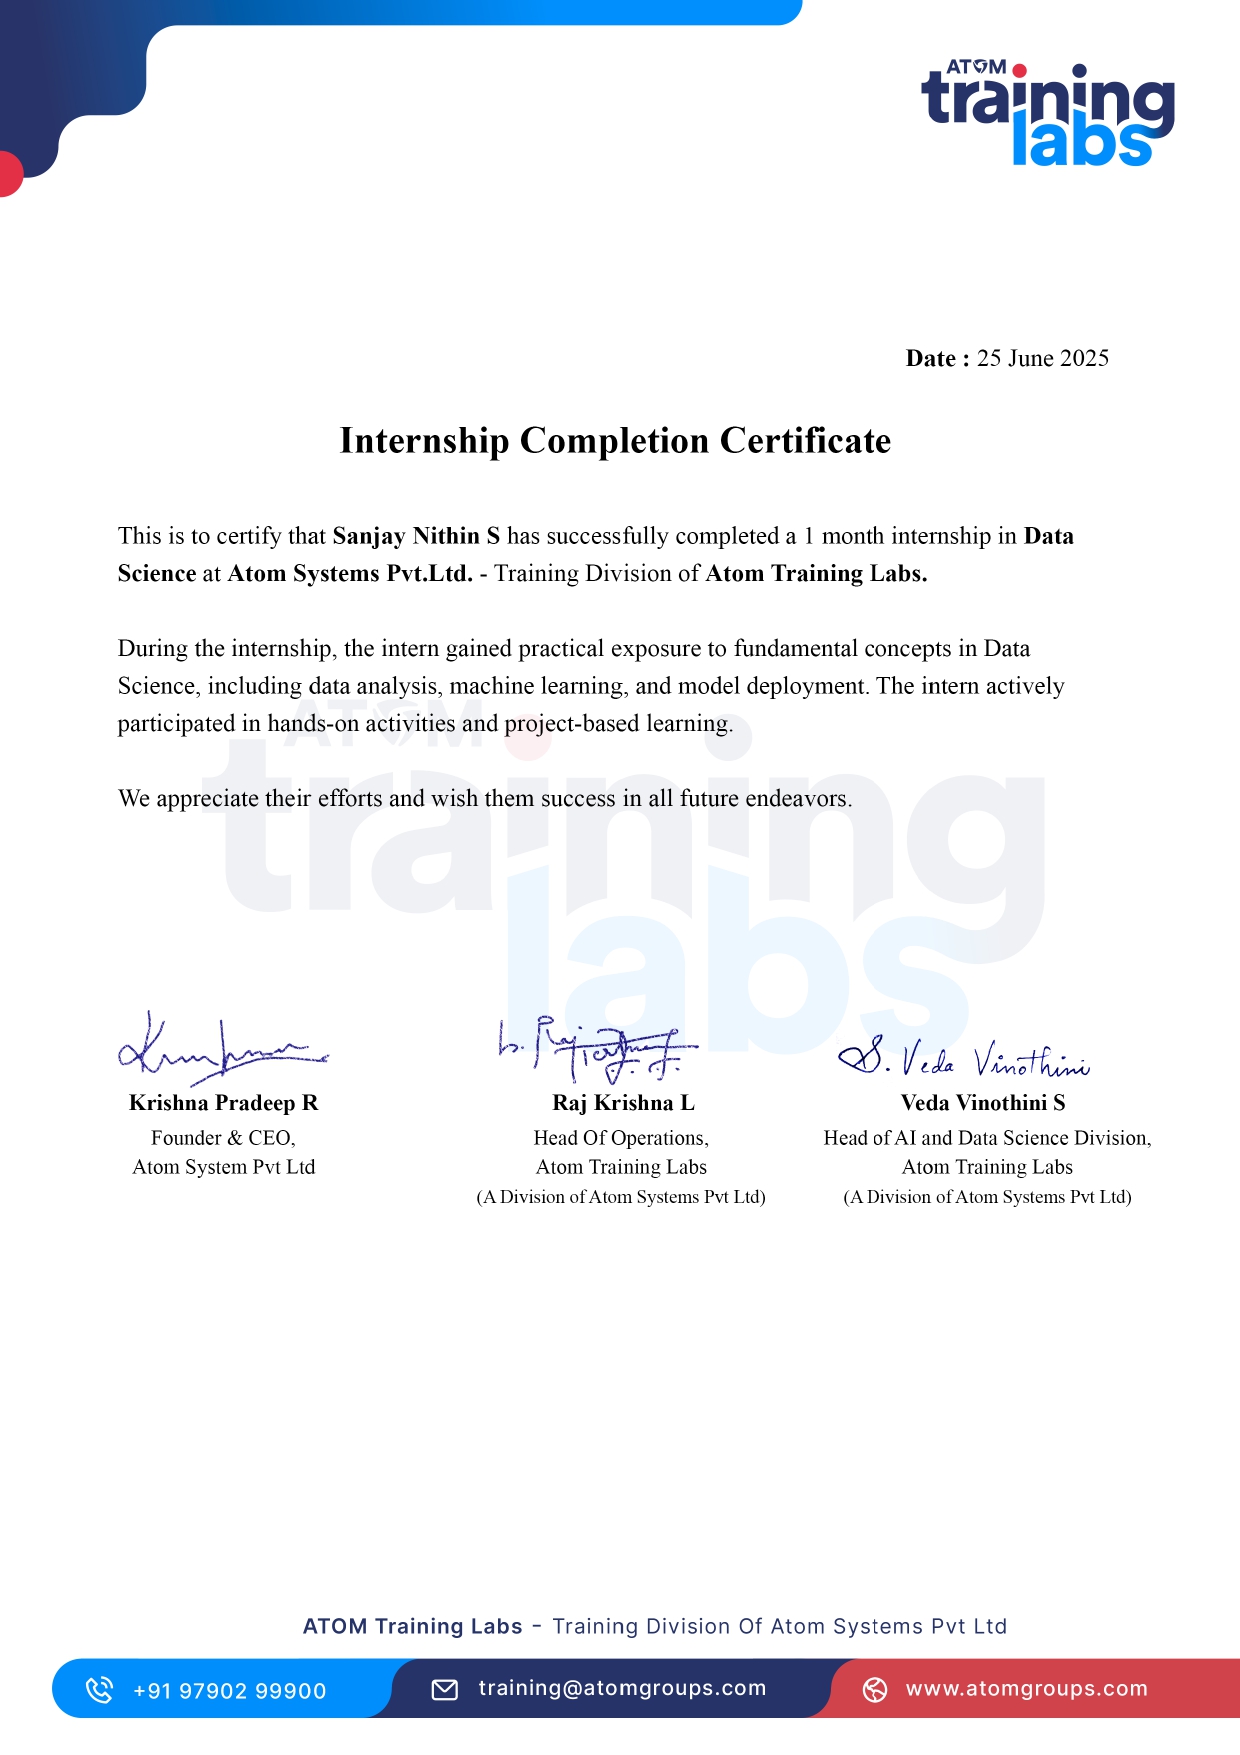 ATOM
training
labs
Date : 25 June 2025
Internship Completion Certificate
This is to certify that Sanjay Nithin S has successfully completed a 1 month internship in Data
Science at Atom Systems Pvt.Ltd. - Training Division of Atom Training Labs.
During the internship, the intern gained practical exposure to fundamental concepts in Data
Science, including data analysis, machine learning, and model deployment. The intern actively
participated in hands-on activities and project-based learning.
We appreciate their efforts and wish them success in all future endeavors.
ATOM
training
labs
S. Veda Vinothini
Krishna Pradeep R
Founder & CEO,
Atom System Pvt Ltd
Raj Krishna L
Head Of Operations,
Atom Training Labs
(A Division of Atom Systems Pvt Ltd)
Veda Vinothini S
Head of AI and Data Science Division,
Atom Training Labs
(A Division of Atom Systems Pvt Ltd)
ATOM Training Labs - Training Division Of Atom Systems Pvt Ltd
+91 97902 99900
training@atomgroups.com
www.atomgroups.com